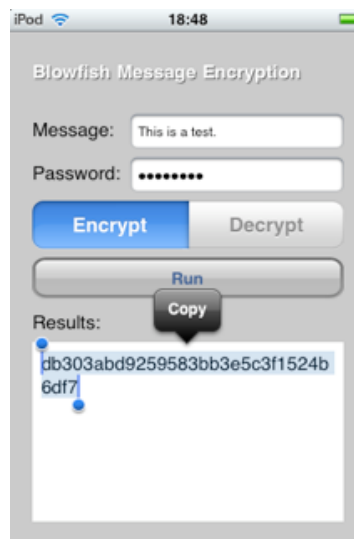 iPod 18:48
Blowfish Message Encryption
Message: This is a test.
Password: ••••••••
Encrypt Decrypt
Run
Copy
Results:
db303abd9259583bb3e5c3f1524b
6df7